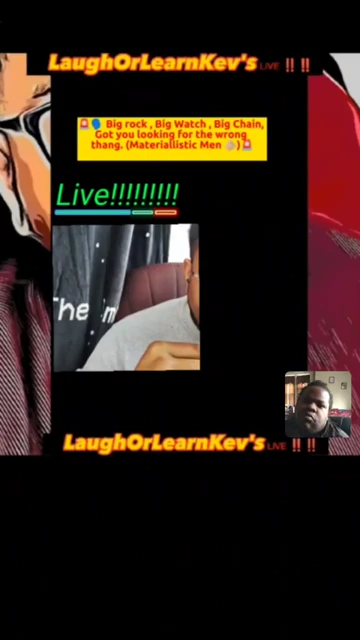 LaughOrLearnKev's LIVE ‼️ ‼️
🚨🗣️ Big rock , Big Watch , Big Chain,
Got you looking for the wrong
thang. (Materiallistic Men 🪨)🚨
Live!!!!!!!!!
The m
LaughOrLearnKev's LIVE ‼️ ‼️